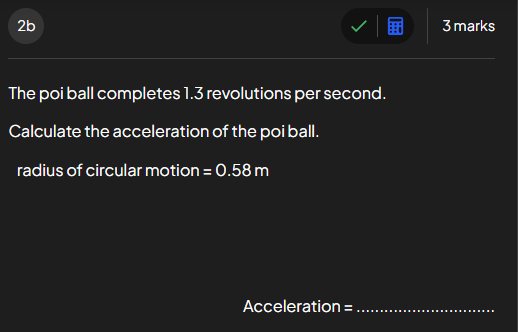 2b
3 marks
The poi ball completes 1.3 revolutions per second.
Calculate the acceleration of the poi ball.
radius of circular motion = 0.58 m
Acceleration = ..............................